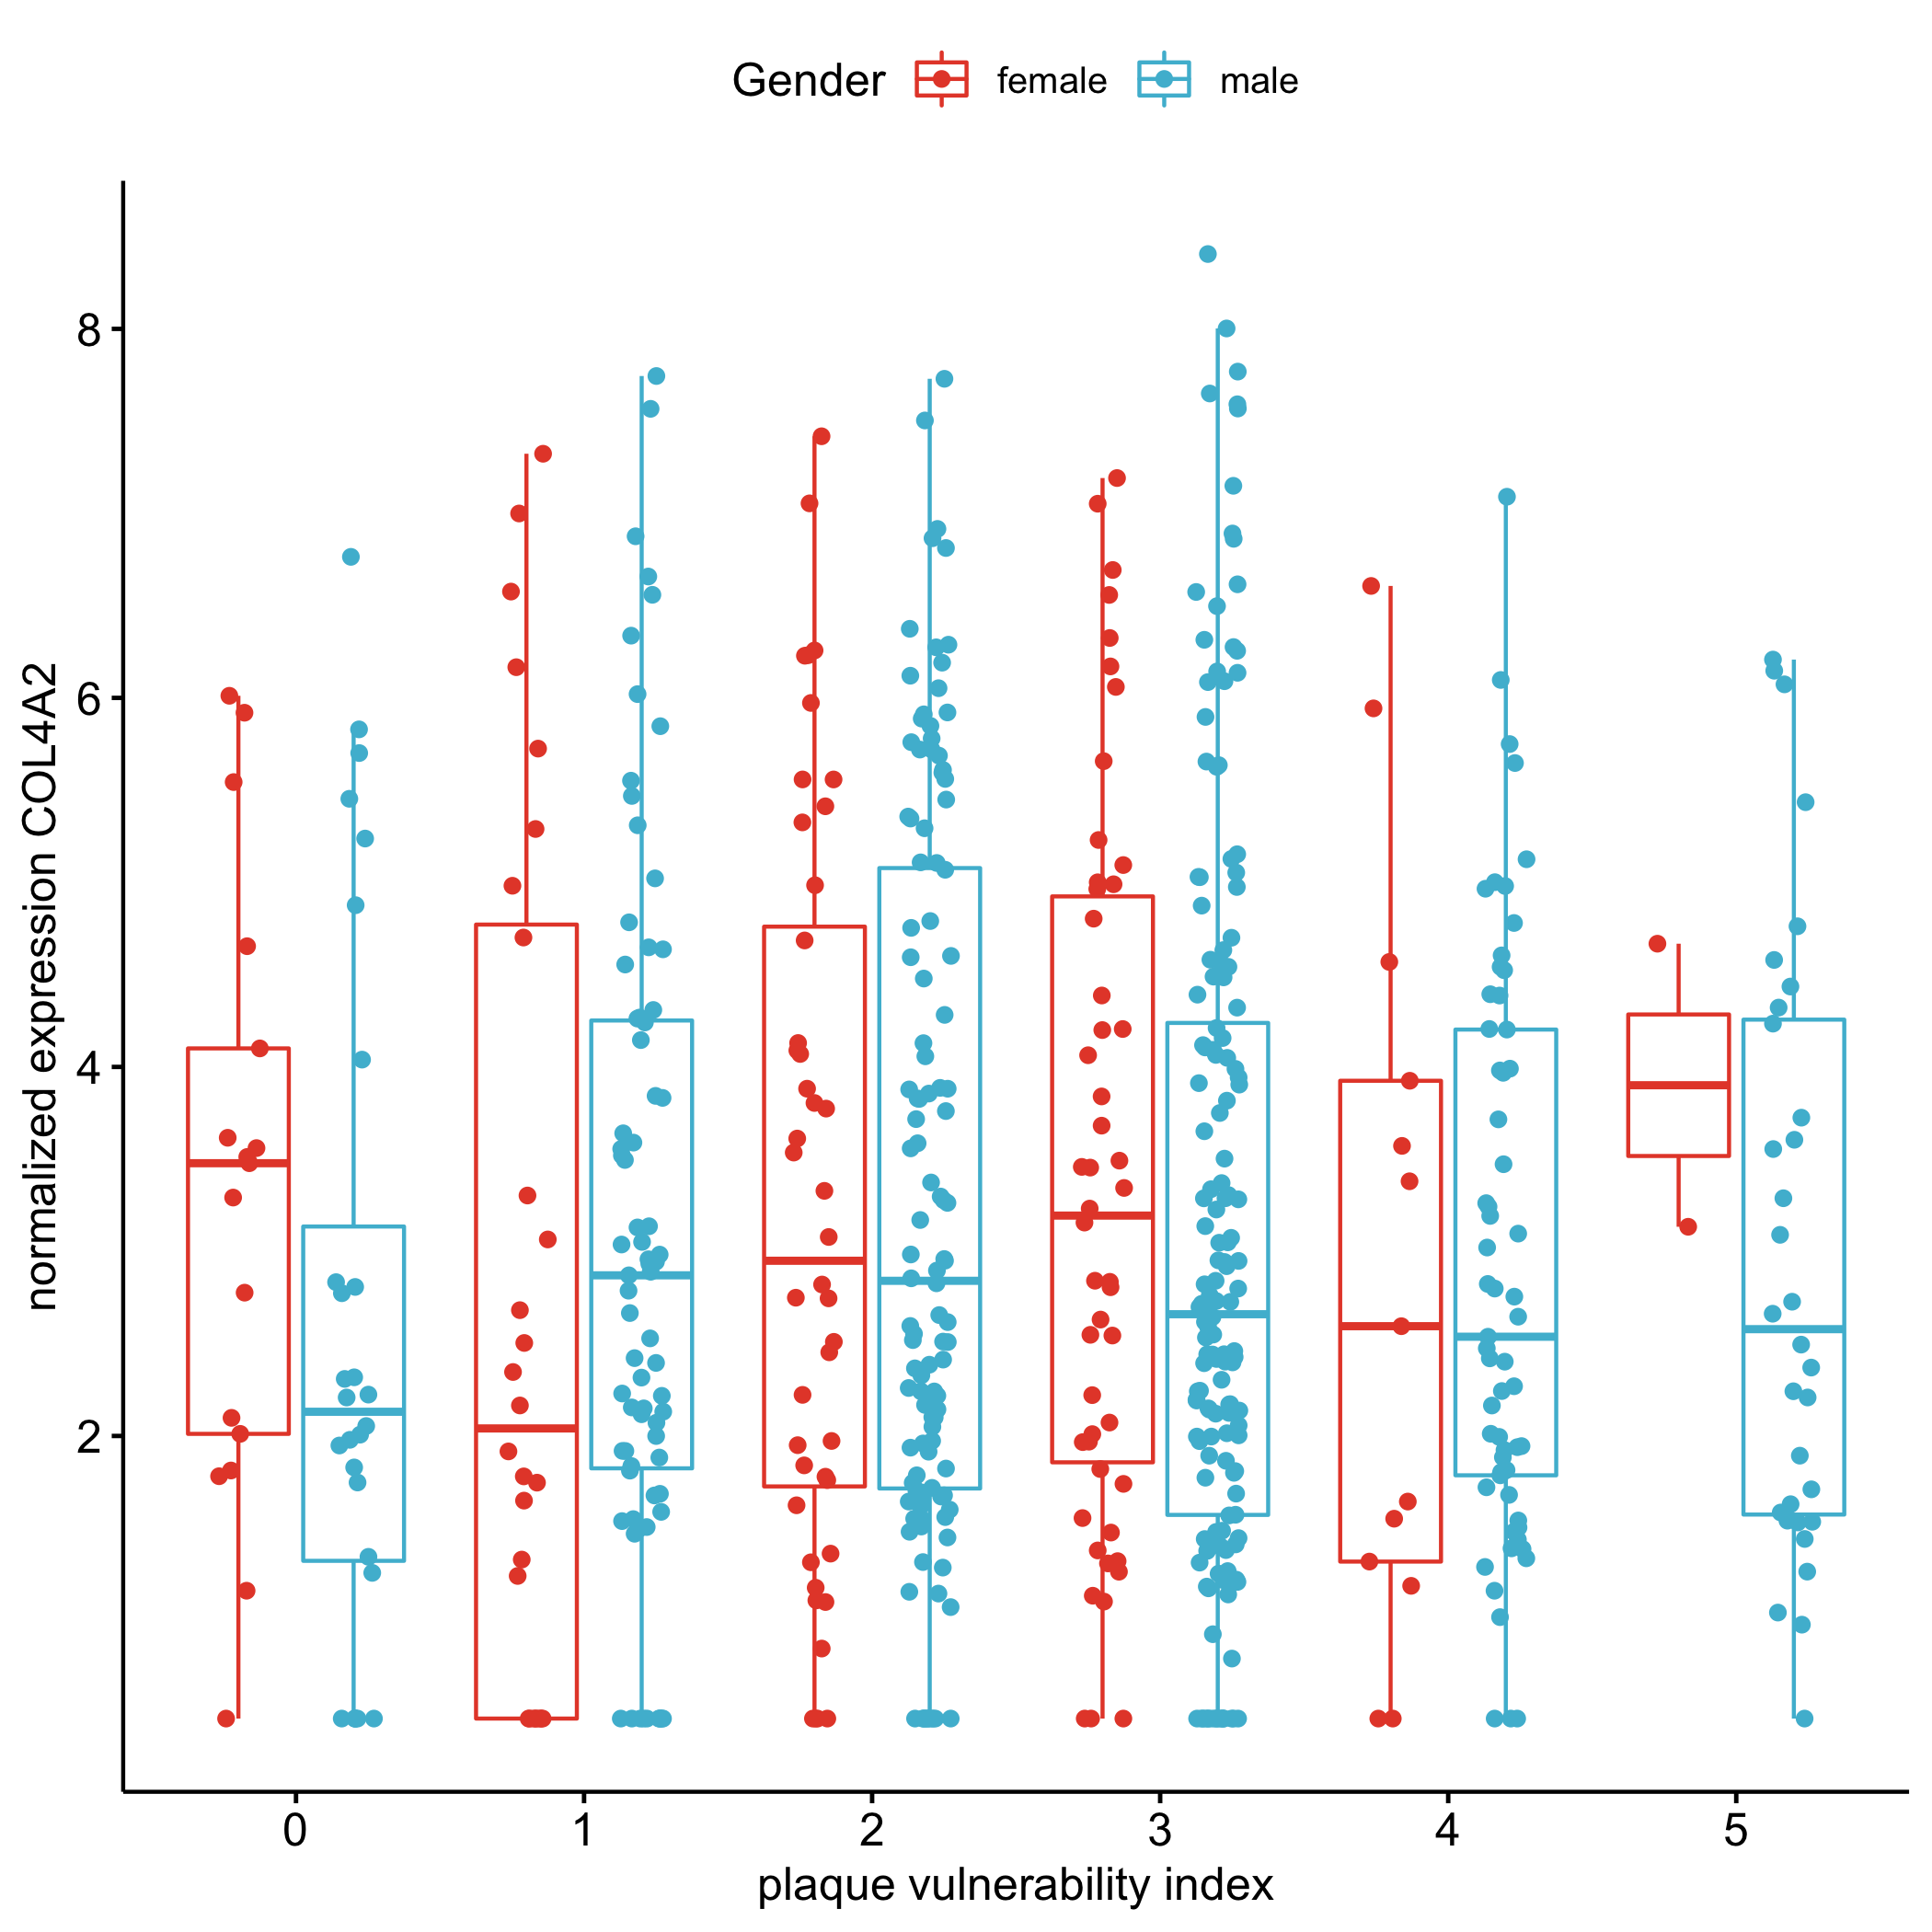 Gender female male
8
6
4
2
normalized expression COL4A2
0 1 2 3 4 5
plaque vulnerability index